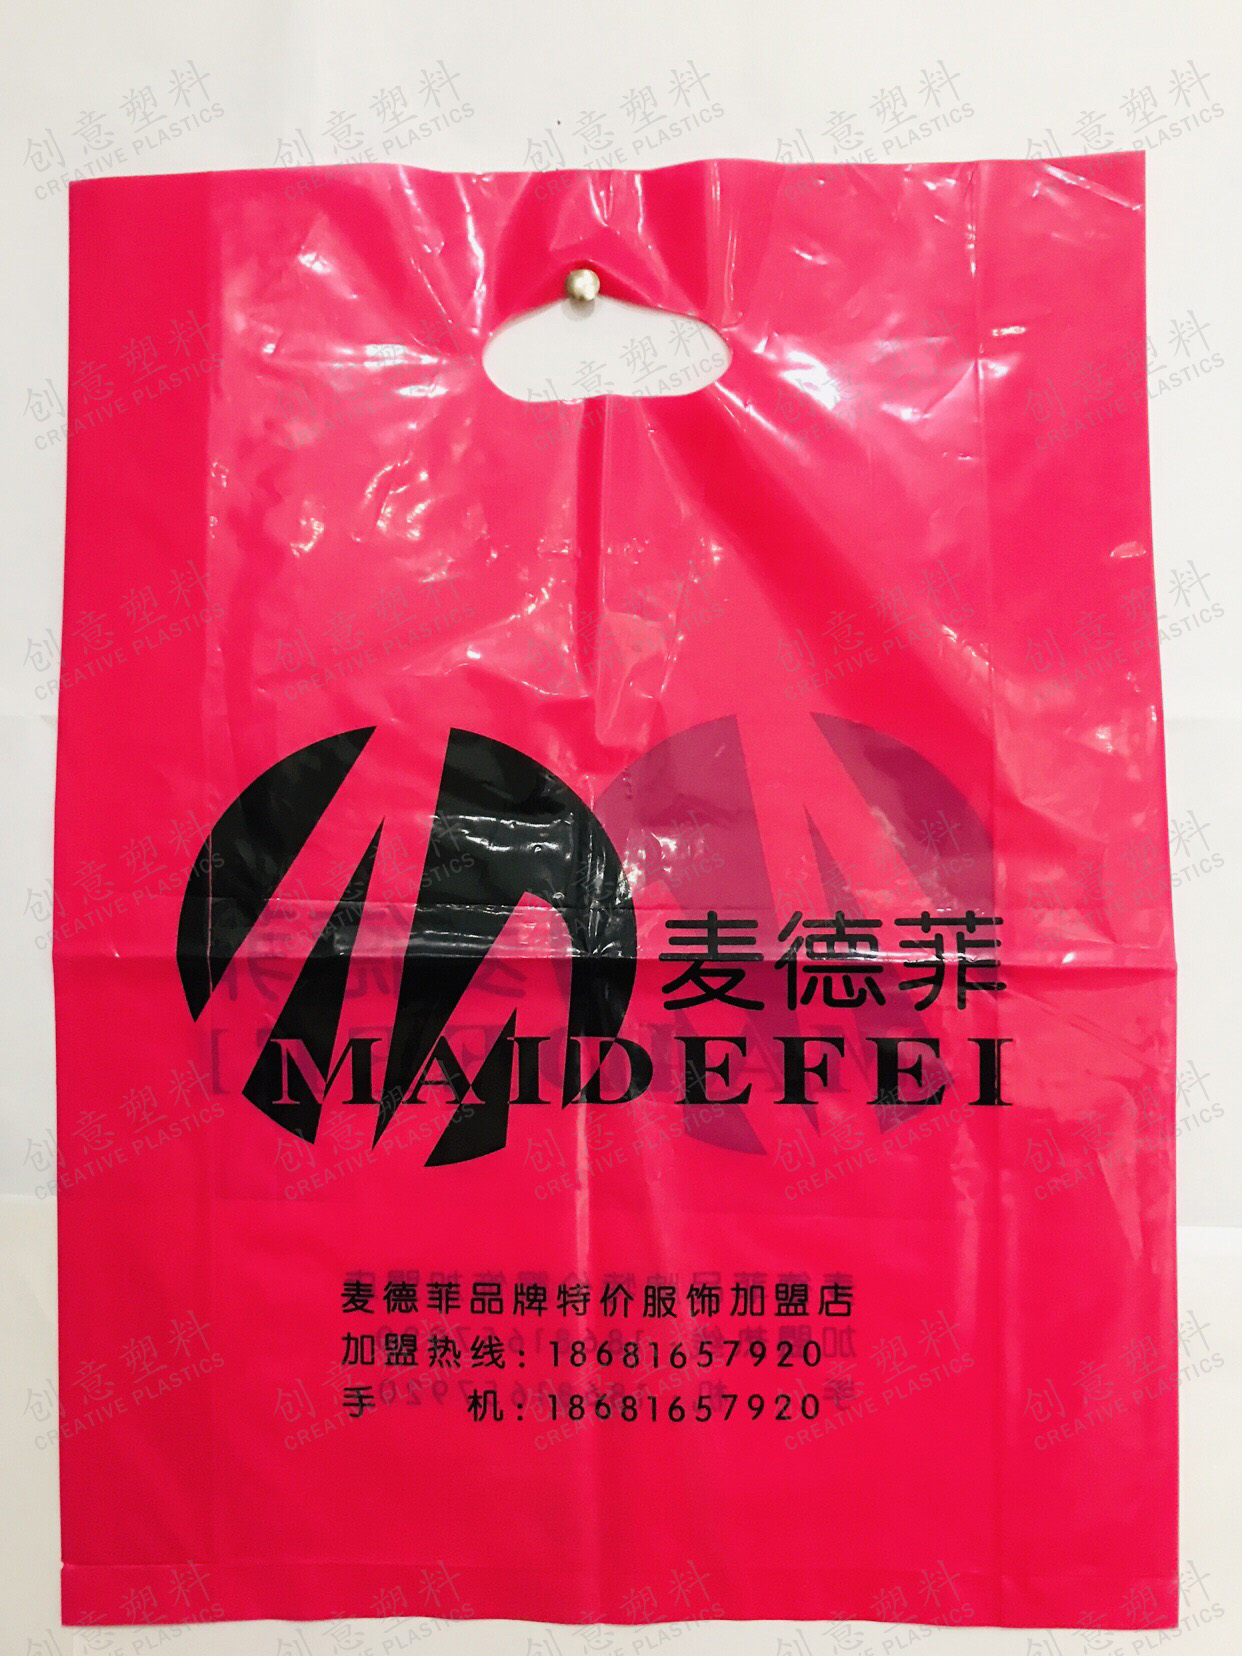 麦德菲
MAIDEFEI
麦德菲品牌特价服饰加盟店
加盟热线:18681657920
手 机:18681657920
创意塑料
CREATIVE PLASTICS